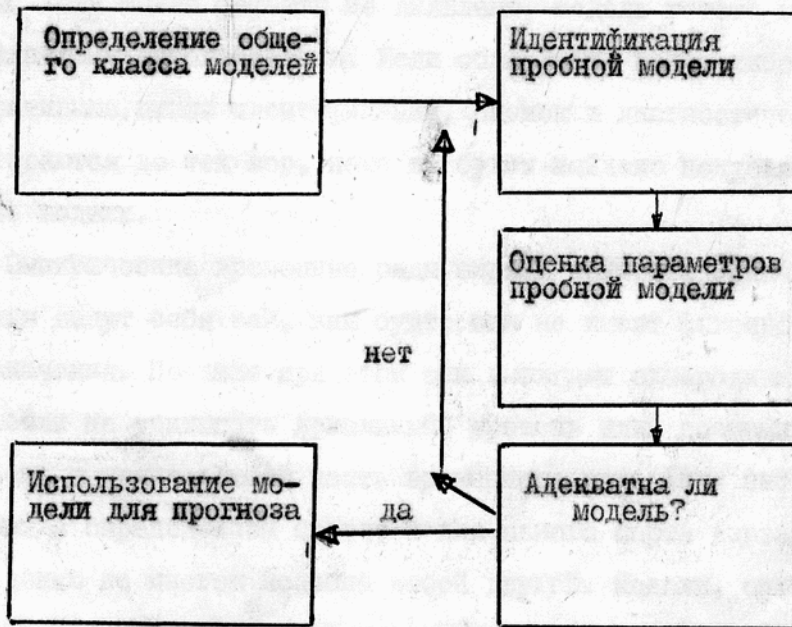 Определение обще-
го класса моделей
Идентификация
пробной модели
Оценка параметров
пробной модели
нет
Адекватна ли
модель?
да
Использование мо-
дели для прогноза